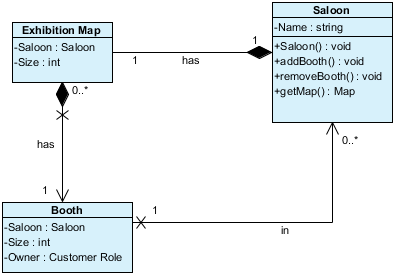 Exhibition Map
-Saloon : Saloon
-Size : int
Saloon
-Name : string
+Saloon() : void
+addBooth() : void
+removeBooth() : void
+getMap() : Map
1
has
1
0..*
has
1
0..*
Booth
-Saloon : Saloon
-Size : int
-Owner : Customer Role
1
in